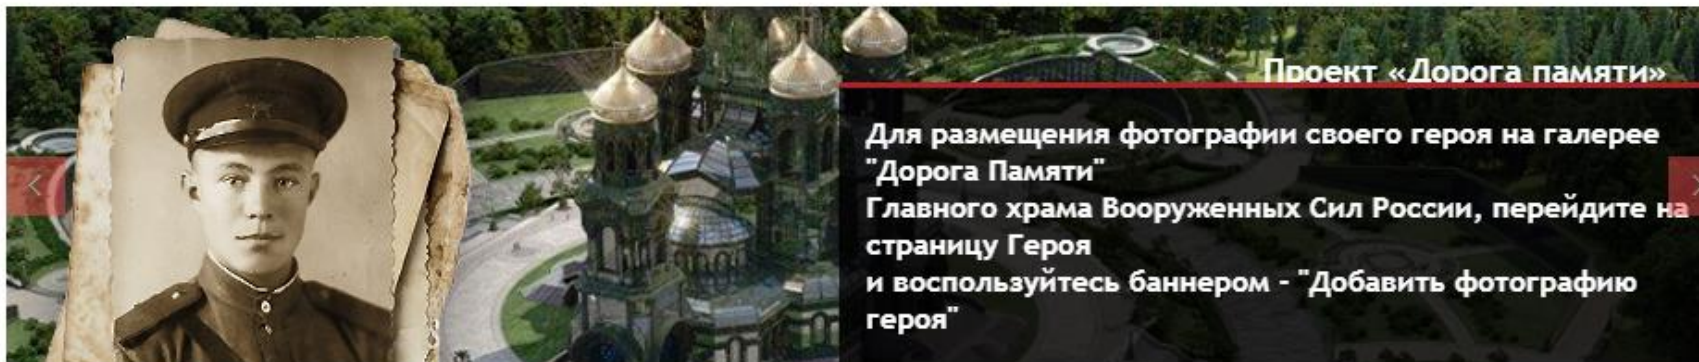 Проект «Дорога памяти»
Для размещения фотографии своего героя на галерее
"Дорога Памяти"
Главного храма Вооруженных Сил России, перейдите на
страницу Героя
и воспользуйтесь баннером - "Добавить фотографию
героя"